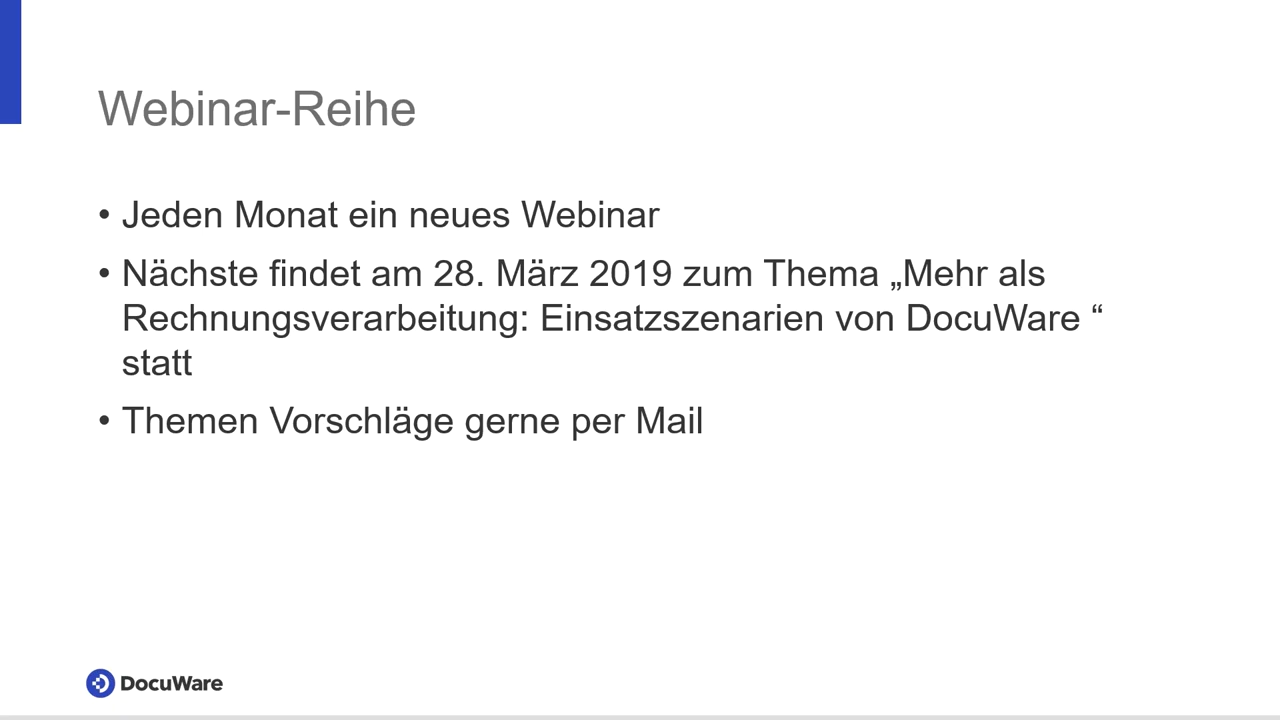 Webinar-Reihe
• Jeden Monat ein neues Webinar
• Nächste findet am 28. März 2019 zum Thema „Mehr als
Rechnungsverarbeitung: Einsatzszenarien von DocuWare “
statt
• Themen Vorschläge gerne per Mail
DocuWare